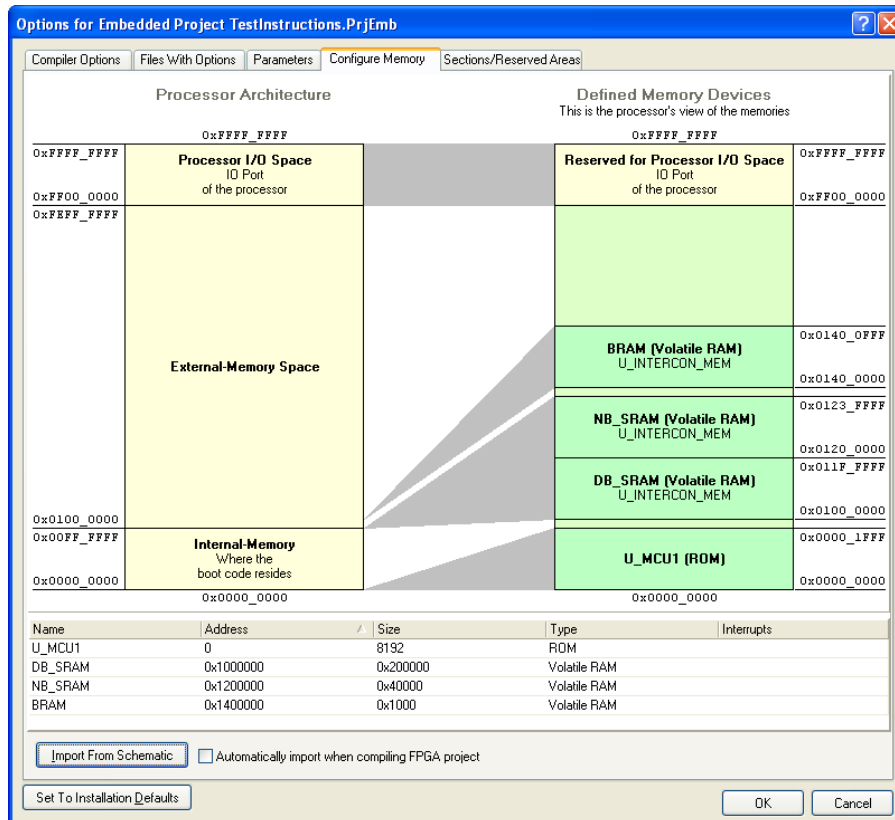 Options for Embedded Project TestInstructions.PrjEmb
Compiler Options Files With Options Parameters Configure Memory Sections/Reserved Areas
Processor Architecture
Defined Memory Devices
This is the processor's view of the memories
0xFFFF_FFFF
0xFFFF_FFFF
0xFFFF_FFFF
Processor I/O Space
IO Port
of the processor
0xFF00_0000
Reserved for Processor I/O Space
IO Port
of the processor
0xFFFF_FFFF
0xFF00_0000
0xFEFF_FFFF
External-Memory Space
0x0100_0000
BRAM (Volatile RAM)
U_INTERCON_MEM
0x0140_0FFF
0x0140_0000
NB_SRAM (Volatile RAM)
U_INTERCON_MEM
0x0123_FFFF
0x0120_0000
DB_SRAM (Volatile RAM)
U_INTERCON_MEM
0x011F_FFFF
0x0100_0000
0x00FF_FFFF
Internal-Memory
Where the
boot code resides
0x0000_0000
U_MCU1 (ROM)
0x0000_1FFF
0x0000_0000
0x0000_0000
0x0000_0000
Name Address Size Type Interrupts
U_MCU1 0 8192 ROM
DB_SRAM 0x1000000 0x200000 Volatile RAM
NB_SRAM 0x1200000 0x40000 Volatile RAM
BRAM 0x1400000 0x1000 Volatile RAM
Import From Schematic Automatically import when compiling FPGA project
Set To Installation Defaults
OK Cancel